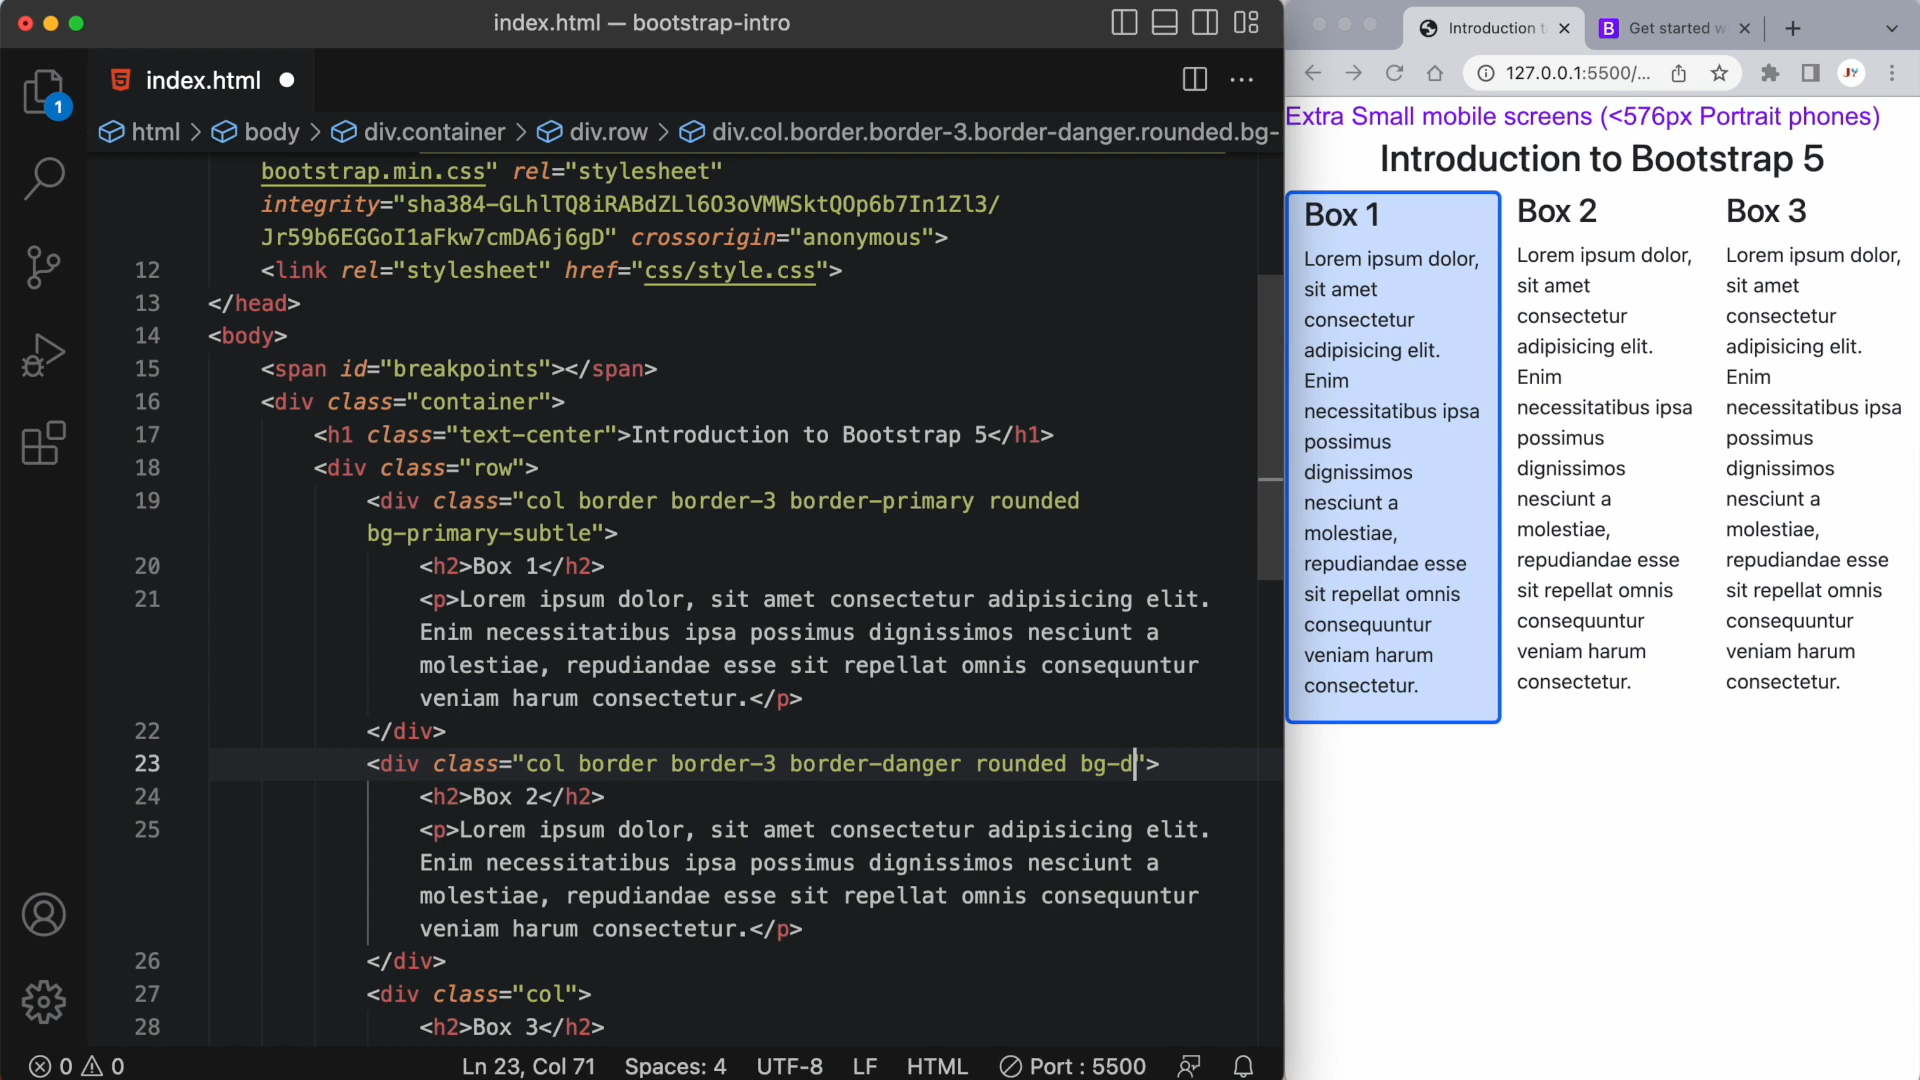 index.html — bootstrap-intro
index.html
1
html > body > div.container > div.row > div.col.border.border-3.border-danger.rounded.bg-
bootstrap.min.css" rel="stylesheet"
integrity="sha384-GLhlTQ8iRABdZLl6O3oVMWSktQOp6b7In1Zl3/
Jr59b6EGGoI1aFkw7cmDA6j6gD" crossorigin="anonymous">
12 <link rel="stylesheet" href="css/style.css">
13 </head>
14 <body>
15 <span id="breakpoints"></span>
16 <div class="container">
17 <h1 class="text-center">Introduction to Bootstrap 5</h1>
18 <div class="row">
19 <div class="col border border-3 border-primary rounded
bg-primary-subtle">
20 <h2>Box 1</h2>
21 <p>Lorem ipsum dolor, sit amet consectetur adipisicing elit.
Enim necessitatibus ipsa possimus dignissimos nesciunt a
molestiae, repudiandae esse sit repellat omnis consequuntur
veniam harum consectetur.</p>
22 </div>
23 <div class="col border border-3 border-danger rounded bg-d">
24 <h2>Box 2</h2>
25 <p>Lorem ipsum dolor, sit amet consectetur adipisicing elit.
Enim necessitatibus ipsa possimus dignissimos nesciunt a
molestiae, repudiandae esse sit repellat omnis consequuntur
veniam harum consectetur.</p>
26 </div>
27 <div class="col">
28 <h2>Box 3</h2>
0 0
Ln 23, Col 71 Spaces: 4 UTF-8 LF HTML Port : 5500
Introduction t
B Get started w
127.0.0.1:5500/...
JY
Extra Small mobile screens (<576px Portrait phones)
Introduction to Bootstrap 5
Box 1
Lorem ipsum dolor,
sit amet
consectetur
adipisicing elit.
Enim
necessitatibus ipsa
possimus
dignissimos
nesciunt a
molestiae,
repudiandae esse
sit repellat omnis
consequuntur
veniam harum
consectetur.
Box 2
Lorem ipsum dolor,
sit amet
consectetur
adipisicing elit.
Enim
necessitatibus ipsa
possimus
dignissimos
nesciunt a
molestiae,
repudiandae esse
sit repellat omnis
consequuntur
veniam harum
consectetur.
Box 3
Lorem ipsum dolor,
sit amet
consectetur
adipisicing elit.
Enim
necessitatibus ipsa
possimus
dignissimos
nesciunt a
molestiae,
repudiandae esse
sit repellat omnis
consequuntur
veniam harum
consectetur.